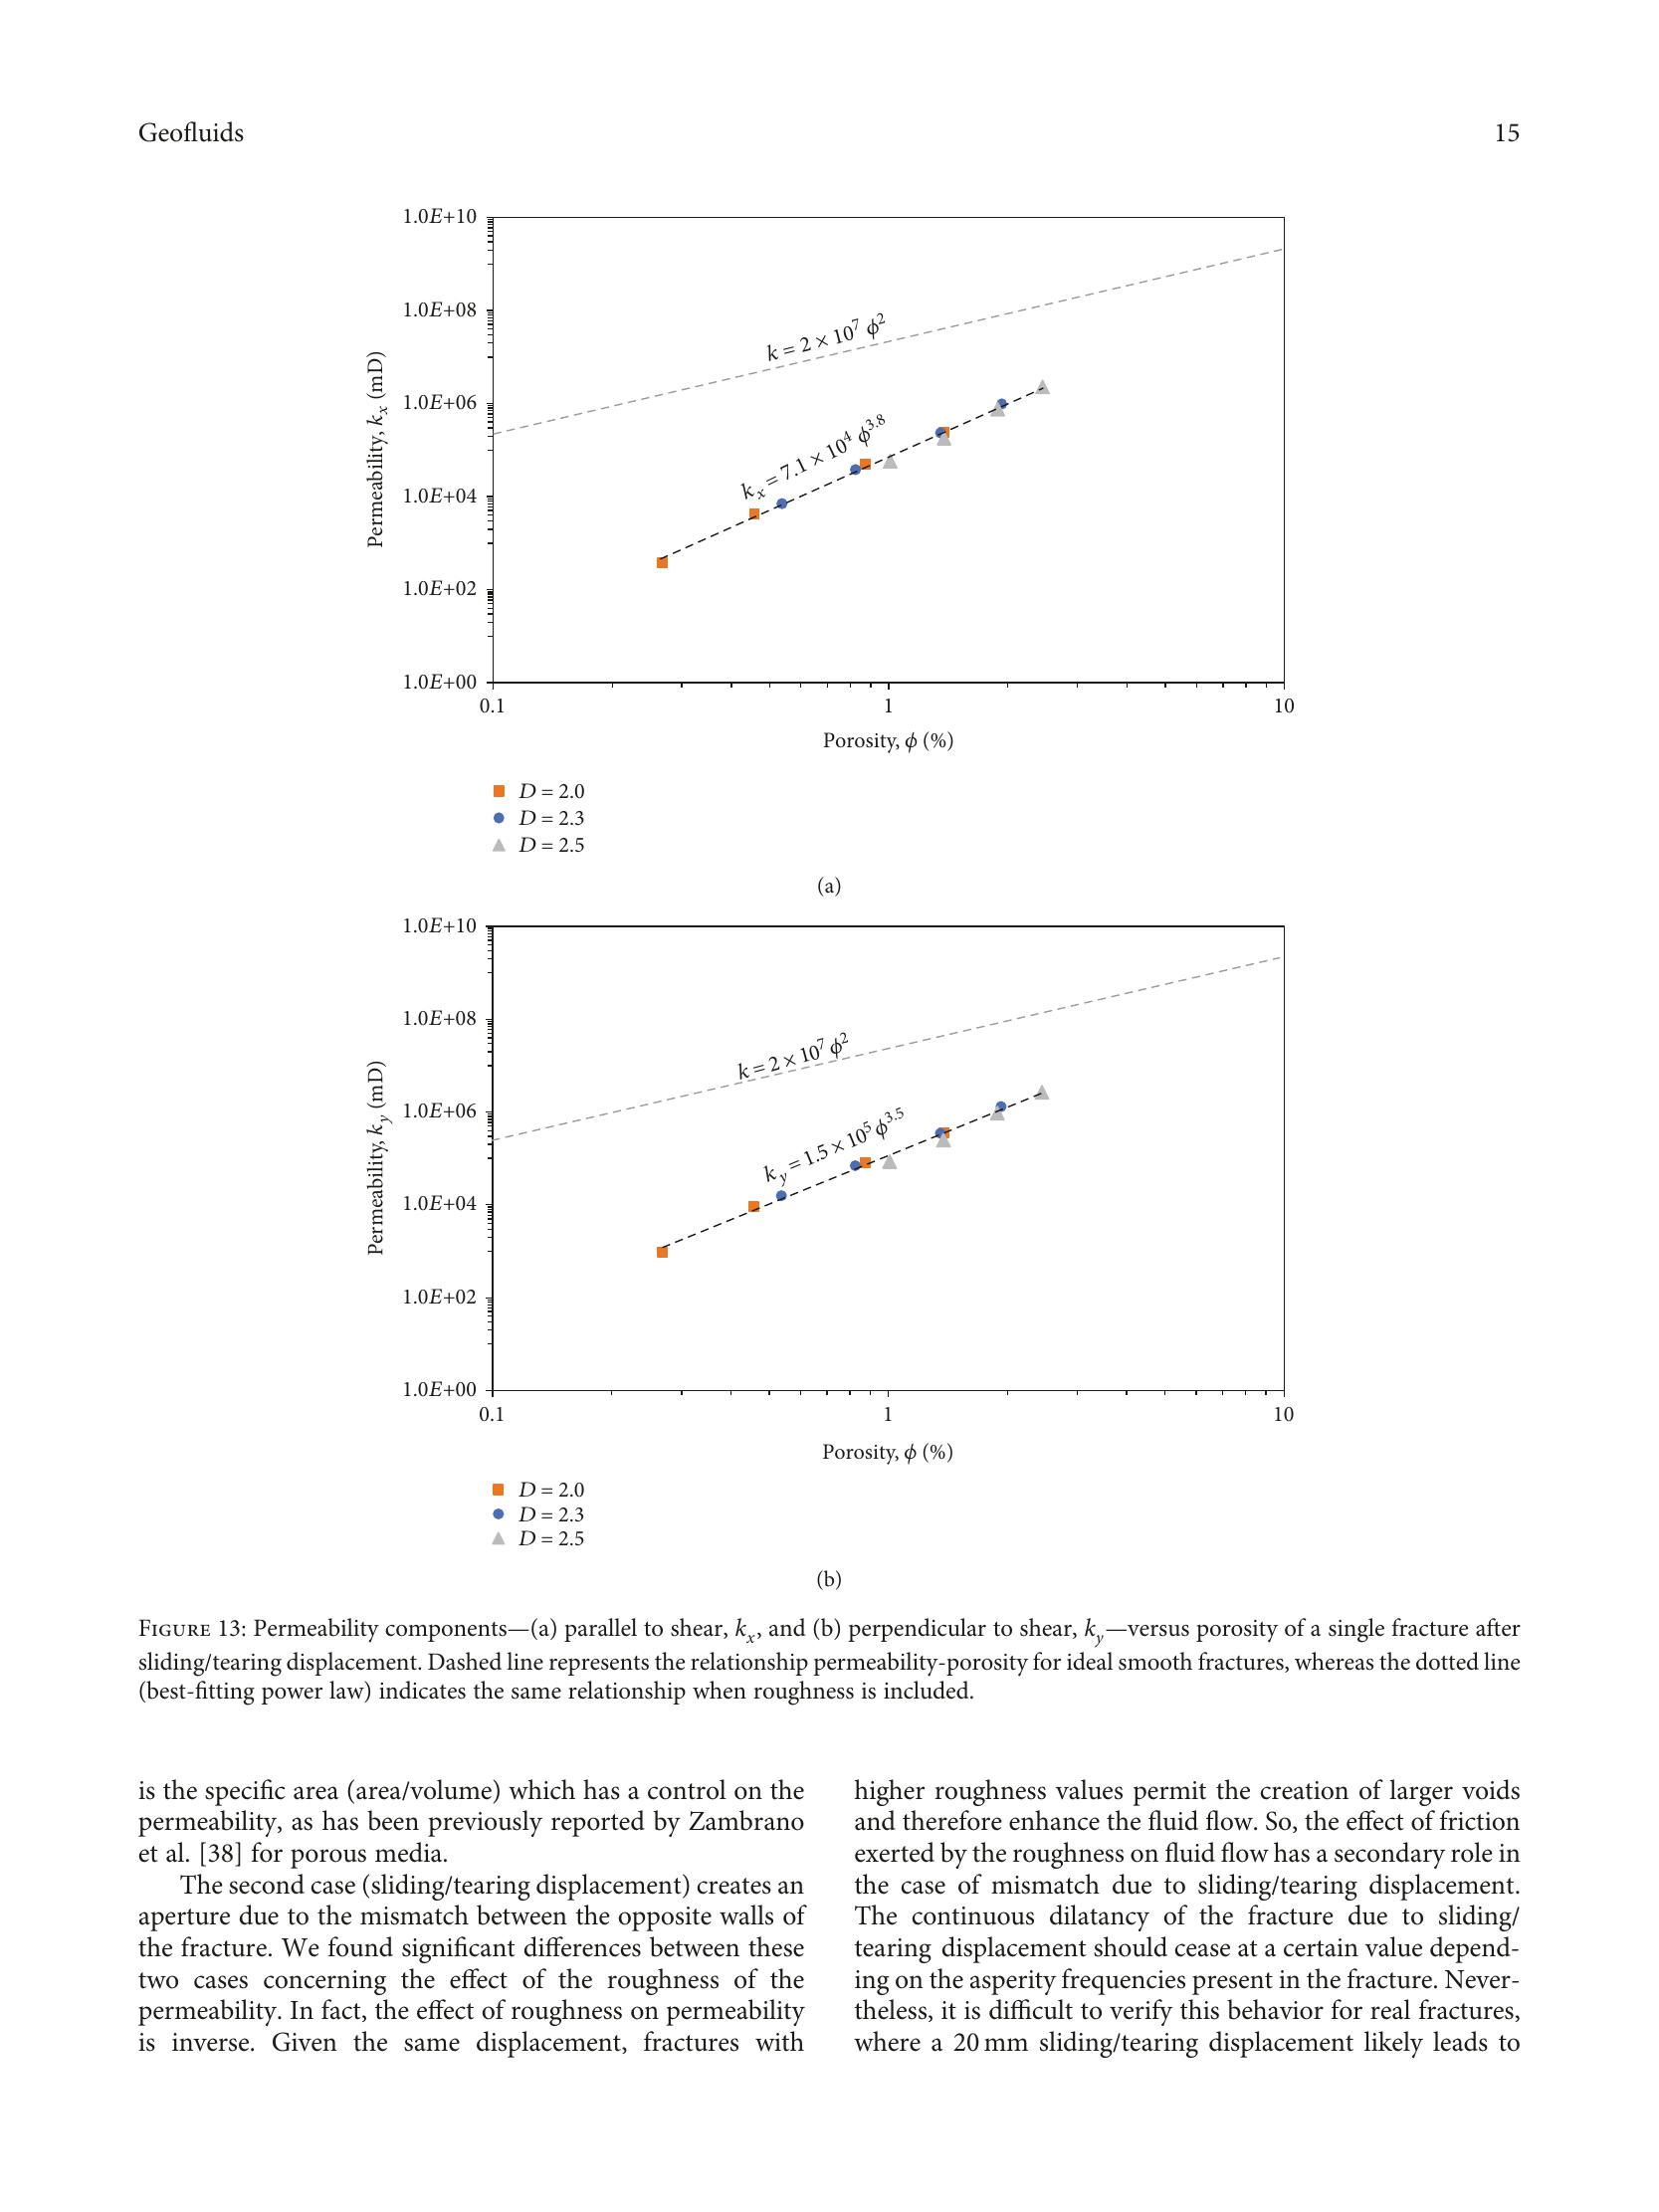 Geofluids
15
1.0E+10
1.0E+08
1.0E+06
1.0E+04
1.0E+02
1.0E+00
Permeability, kx (mD)
k = 2 × 10^7 ϕ^2
kx = 7.1 × 10^4 ϕ^3.8
0.1
1
10
Porosity, ϕ (%)
D = 2.0
D = 2.3
D = 2.5
(a)
1.0E+10
1.0E+08
1.0E+06
1.0E+04
1.0E+02
1.0E+00
Permeability, ky (mD)
k = 2 × 10^7 ϕ^2
ky = 1.5 × 10^5 ϕ^3.5
0.1
1
10
Porosity, ϕ (%)
D = 2.0
D = 2.3
D = 2.5
(b)
Figure 13: Permeability components—(a) parallel to shear, kx, and (b) perpendicular to shear, ky—versus porosity of a single fracture after
sliding/tearing displacement. Dashed line represents the relationship permeability-porosity for ideal smooth fractures, whereas the dotted line
(best-fitting power law) indicates the same relationship when roughness is included.
is the specific area (area/volume) which has a control on the
permeability, as has been previously reported by Zambrano
et al. [38] for porous media.
The second case (sliding/tearing displacement) creates an
aperture due to the mismatch between the opposite walls of
the fracture. We found significant differences between these
two cases concerning the effect of the roughness of the
permeability. In fact, the effect of roughness on permeability
is inverse. Given the same displacement, fractures with
higher roughness values permit the creation of larger voids
and therefore enhance the fluid flow. So, the effect of friction
exerted by the roughness on fluid flow has a secondary role in
the case of mismatch due to sliding/tearing displacement.
The continuous dilatancy of the fracture due to sliding/
tearing displacement should cease at a certain value depend-
ing on the asperity frequencies present in the fracture. Never-
theless, it is difficult to verify this behavior for real fractures,
where a 20 mm sliding/tearing displacement likely leads to